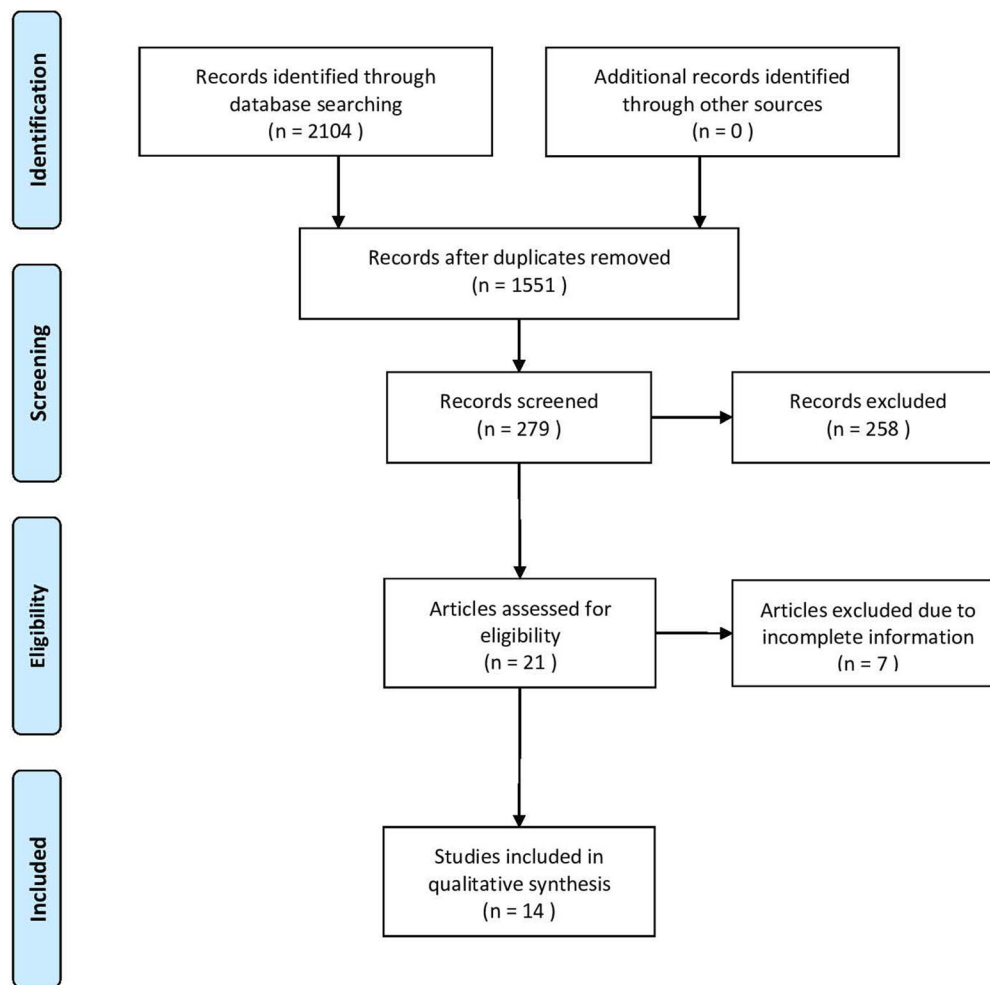 Identification
Records identified through
database searching
(n = 2104 )
Additional records identified
through other sources
(n = 0 )
Records after duplicates removed
(n = 1551 )
Screening
Records screened
(n = 279 )
Records excluded
(n = 258 )
Eligibility
Articles assessed for
eligibility
(n = 21 )
Articles excluded due to
incomplete information
(n = 7 )
Included
Studies included in
qualitative synthesis
(n = 14 )